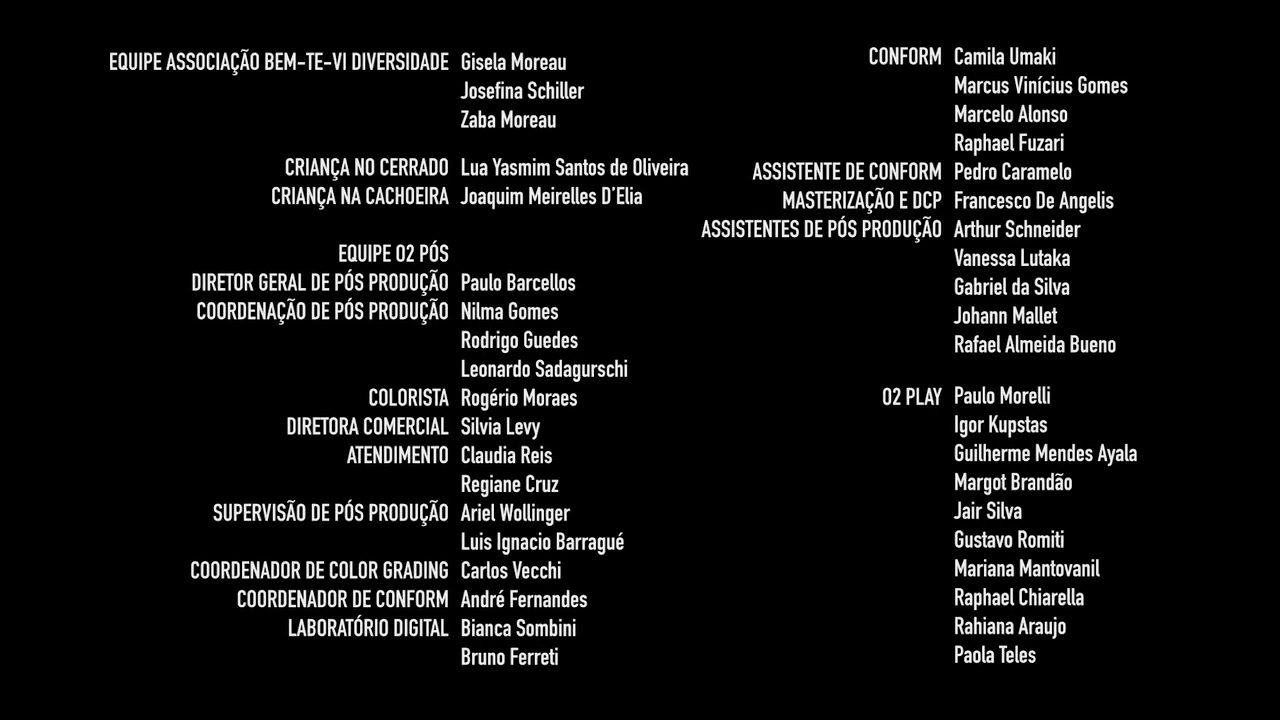 EQUIPE ASSOCIAÇÃO BEM-TE-VI DIVERSIDADE Gisela Moreau
Josefina Schiller
Zaba Moreau
CRIANÇA NO CERRADO Lua Yasmim Santos de Oliveira
CRIANÇA NA CACHOEIRA Joaquim Meirelles D'Elia
EQUIPE O2 PÓS
DIRETOR GERAL DE PÓS PRODUÇÃO Paulo Barcellos
COORDENAÇÃO DE PÓS PRODUÇÃO Nilma Gomes
Rodrigo Guedes
Leonardo Sadagurschi
COLORISTA Rogério Moraes
DIRETORA COMERCIAL Silvia Levy
ATENDIMENTO Claudia Reis
Regiane Cruz
SUPERVISÃO DE PÓS PRODUÇÃO Ariel Wollinger
Luis Ignacio Barragué
COORDENADOR DE COLOR GRADING Carlos Vecchi
COORDENADOR DE CONFORM André Fernandes
LABORATÓRIO DIGITAL Bianca Sombini
Bruno Ferreti
CONFORM Camila Umaki
Marcus Vinícius Gomes
Marcelo Alonso
Raphael Fuzari
ASSISTENTE DE CONFORM Pedro Caramelo
MASTERIZAÇÃO E DCP Francesco De Angelis
ASSISTENTES DE PÓS PRODUÇÃO Arthur Schneider
Vanessa Lutaka
Gabriel da Silva
Johann Mallet
Rafael Almeida Bueno
O2 PLAY Paulo Morelli
Igor Kupstas
Guilherme Mendes Ayala
Margot Brandão
Jair Silva
Gustavo Romiti
Mariana Mantovanil
Raphael Chiarella
Rahiana Araujo
Paola Teles